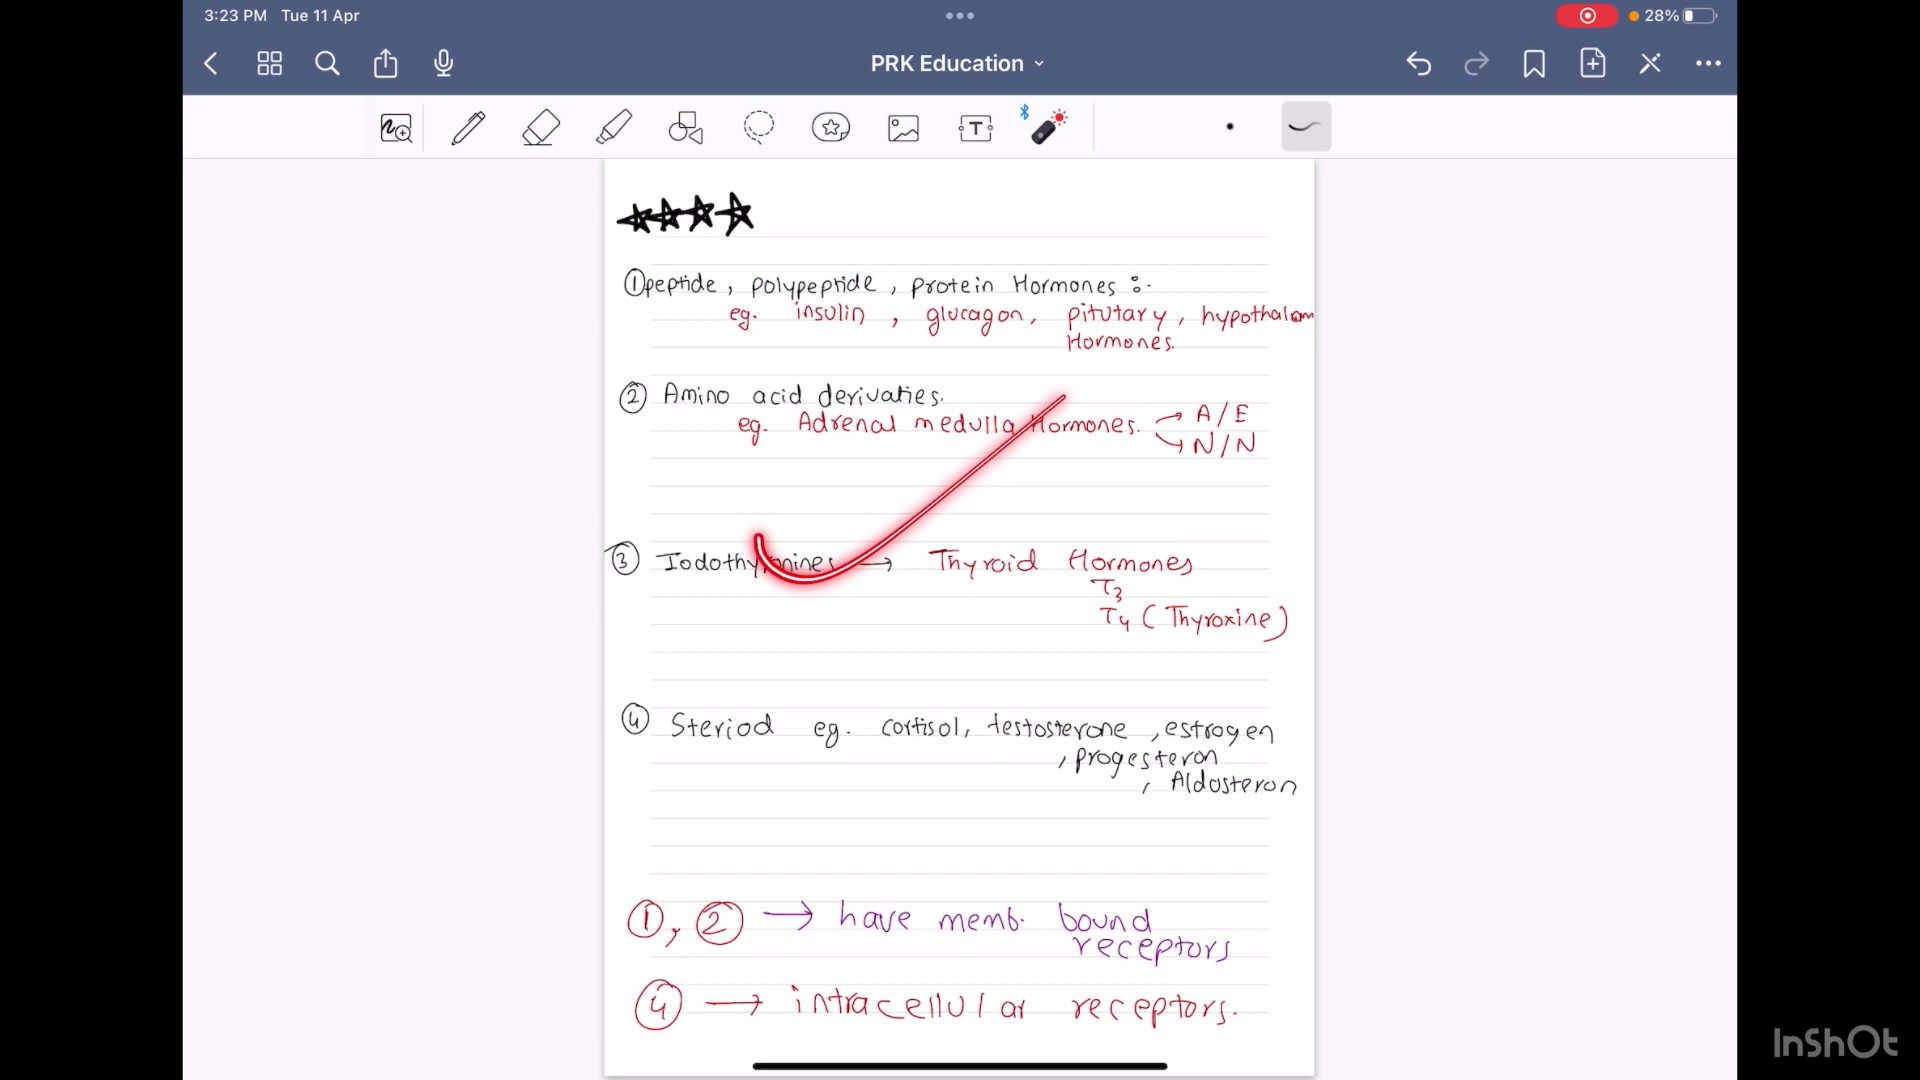 3:23 PM Tue 11 Apr
28%
PRK Education
T
① peptide, polypeptide, protein Hormones :-
eg. insulin, glucagon, pitutary, hypothalam
Hormones.
② Amino acid derivaties.
eg. Adrenal medulla Hormones. → A/E
→ N/N
③ Iodothyronines → Thyroid Hormones
T3
T4 (Thyroxine)
④ Steriod eg. cortisol, testosterone, estrogen
, progesteron
, Aldosteron
①, ② → have memb. bound
receptors
④ → intracellular receptors.
InShOt